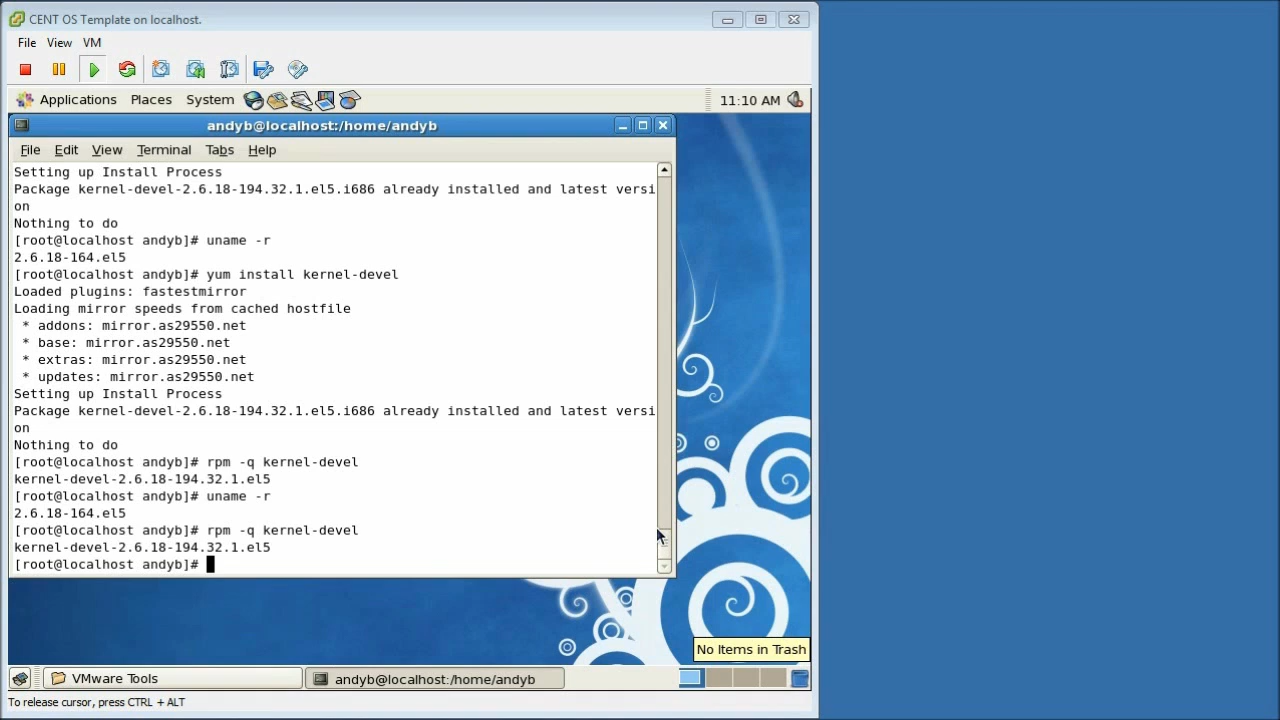 CENT OS Template on localhost.
File View VM
Applications Places System 11:10 AM
andyb@localhost:/home/andyb
File Edit View Terminal Tabs Help
Setting up Install Process
Package kernel-devel-2.6.18-194.32.1.el5.i686 already installed and latest versi
on
Nothing to do
[root@localhost andyb]# uname -r
2.6.18-164.el5
[root@localhost andyb]# yum install kernel-devel
Loaded plugins: fastestmirror
Loading mirror speeds from cached hostfile
 * addons: mirror.as29550.net
 * base: mirror.as29550.net
 * extras: mirror.as29550.net
 * updates: mirror.as29550.net
Setting up Install Process
Package kernel-devel-2.6.18-194.32.1.el5.i686 already installed and latest versi
on
Nothing to do
[root@localhost andyb]# rpm -q kernel-devel
kernel-devel-2.6.18-194.32.1.el5
[root@localhost andyb]# uname -r
2.6.18-164.el5
[root@localhost andyb]# rpm -q kernel-devel
kernel-devel-2.6.18-194.32.1.el5
[root@localhost andyb]#
No Items in Trash
VMware Tools andyb@localhost:/home/andyb
To release cursor, press CTRL + ALT